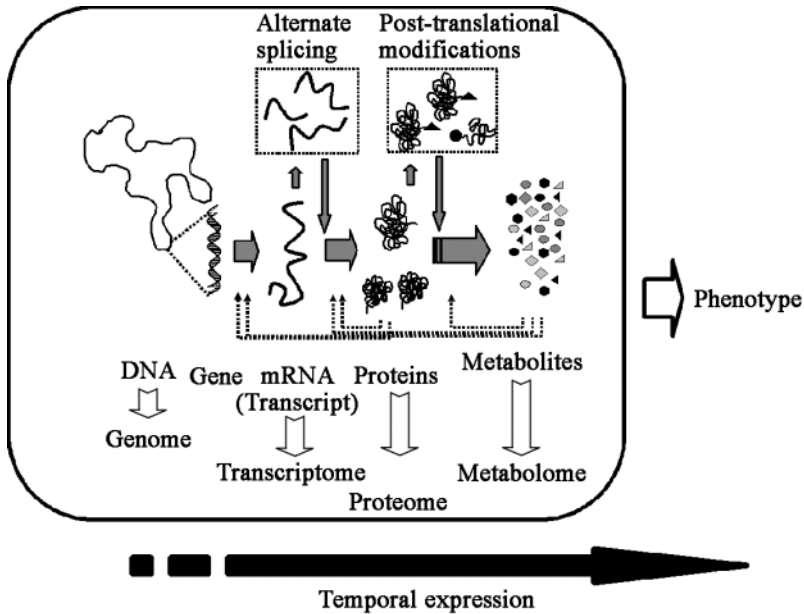 Alternate
splicing
Post-translational
modifications
Phenotype
DNA
Gene
mRNA
(Transcript)
Proteins
Metabolites
Genome
Transcriptome
Proteome
Metabolome
Temporal expression